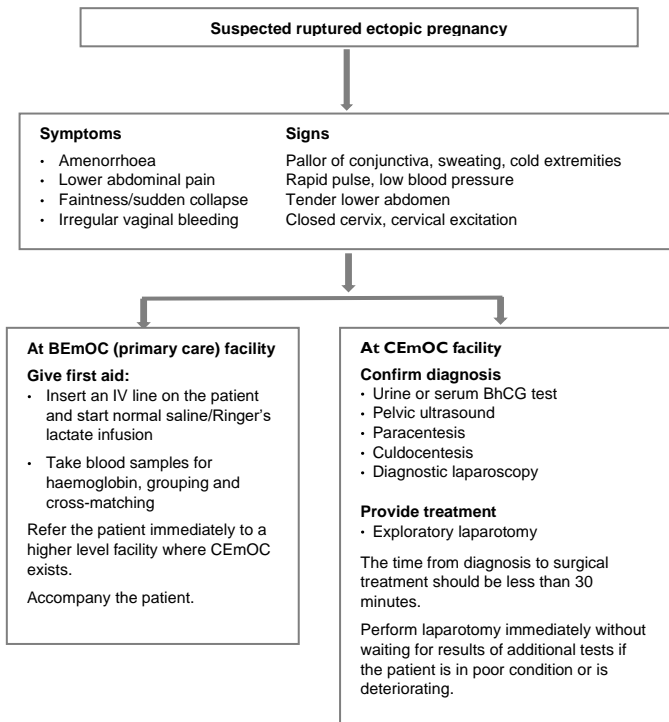 Suspected ruptured ectopic pregnancy
Symptoms
• Amenorrhoea
• Lower abdominal pain
• Faintness/sudden collapse
• Irregular vaginal bleeding
Signs
Pallor of conjunctiva, sweating, cold extremities
Rapid pulse, low blood pressure
Tender lower abdomen
Closed cervix, cervical excitation
At BEmOC (primary care) facility
Give first aid:
• Insert an IV line on the patient
and start normal saline/Ringer's
lactate infusion
• Take blood samples for
haemoglobin, grouping and
cross-matching
Refer the patient immediately to a
higher level facility where CEmOC
exists.
Accompany the patient.
At CEmOC facility
Confirm diagnosis
• Urine or serum BhCG test
• Pelvic ultrasound
• Paracentesis
• Culdocentesis
• Diagnostic laparoscopy
Provide treatment
• Exploratory laparotomy
The time from diagnosis to surgical
treatment should be less than 30
minutes.
Perform laparotomy immediately without
waiting for results of additional tests if
the patient is in poor condition or is
deteriorating.